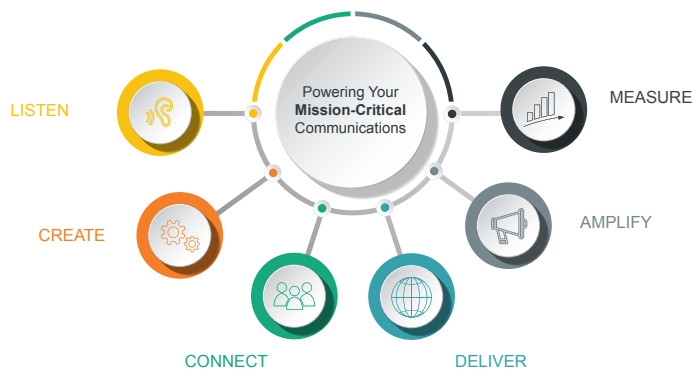 Powering Your
Mission-Critical
Communications
LISTEN
CREATE
CONNECT
DELIVER
AMPLIFY
MEASURE